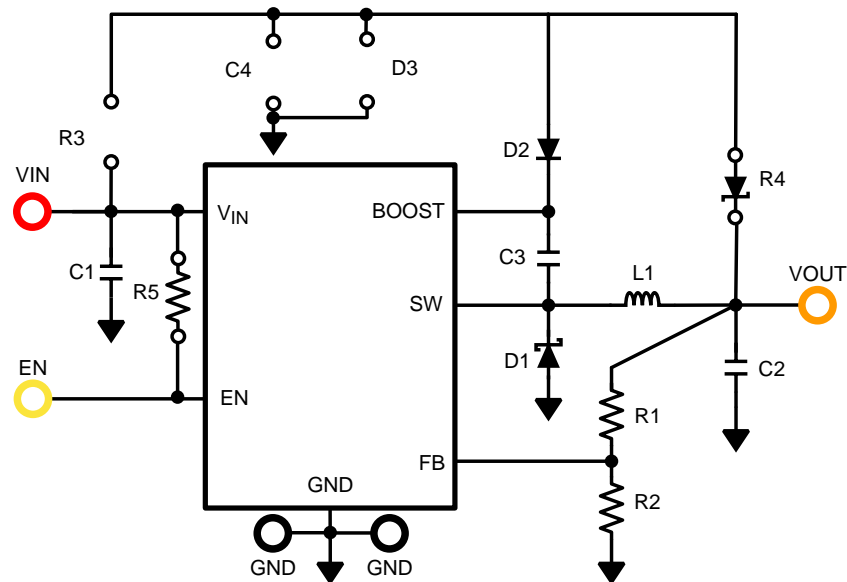 C4
D3
R3
D2
R4
VIN
VIN
BOOST
C3
C1
R5
L1
VOUT
SW
D1
C2
EN
EN
R1
FB
GND
R2
GND
GND